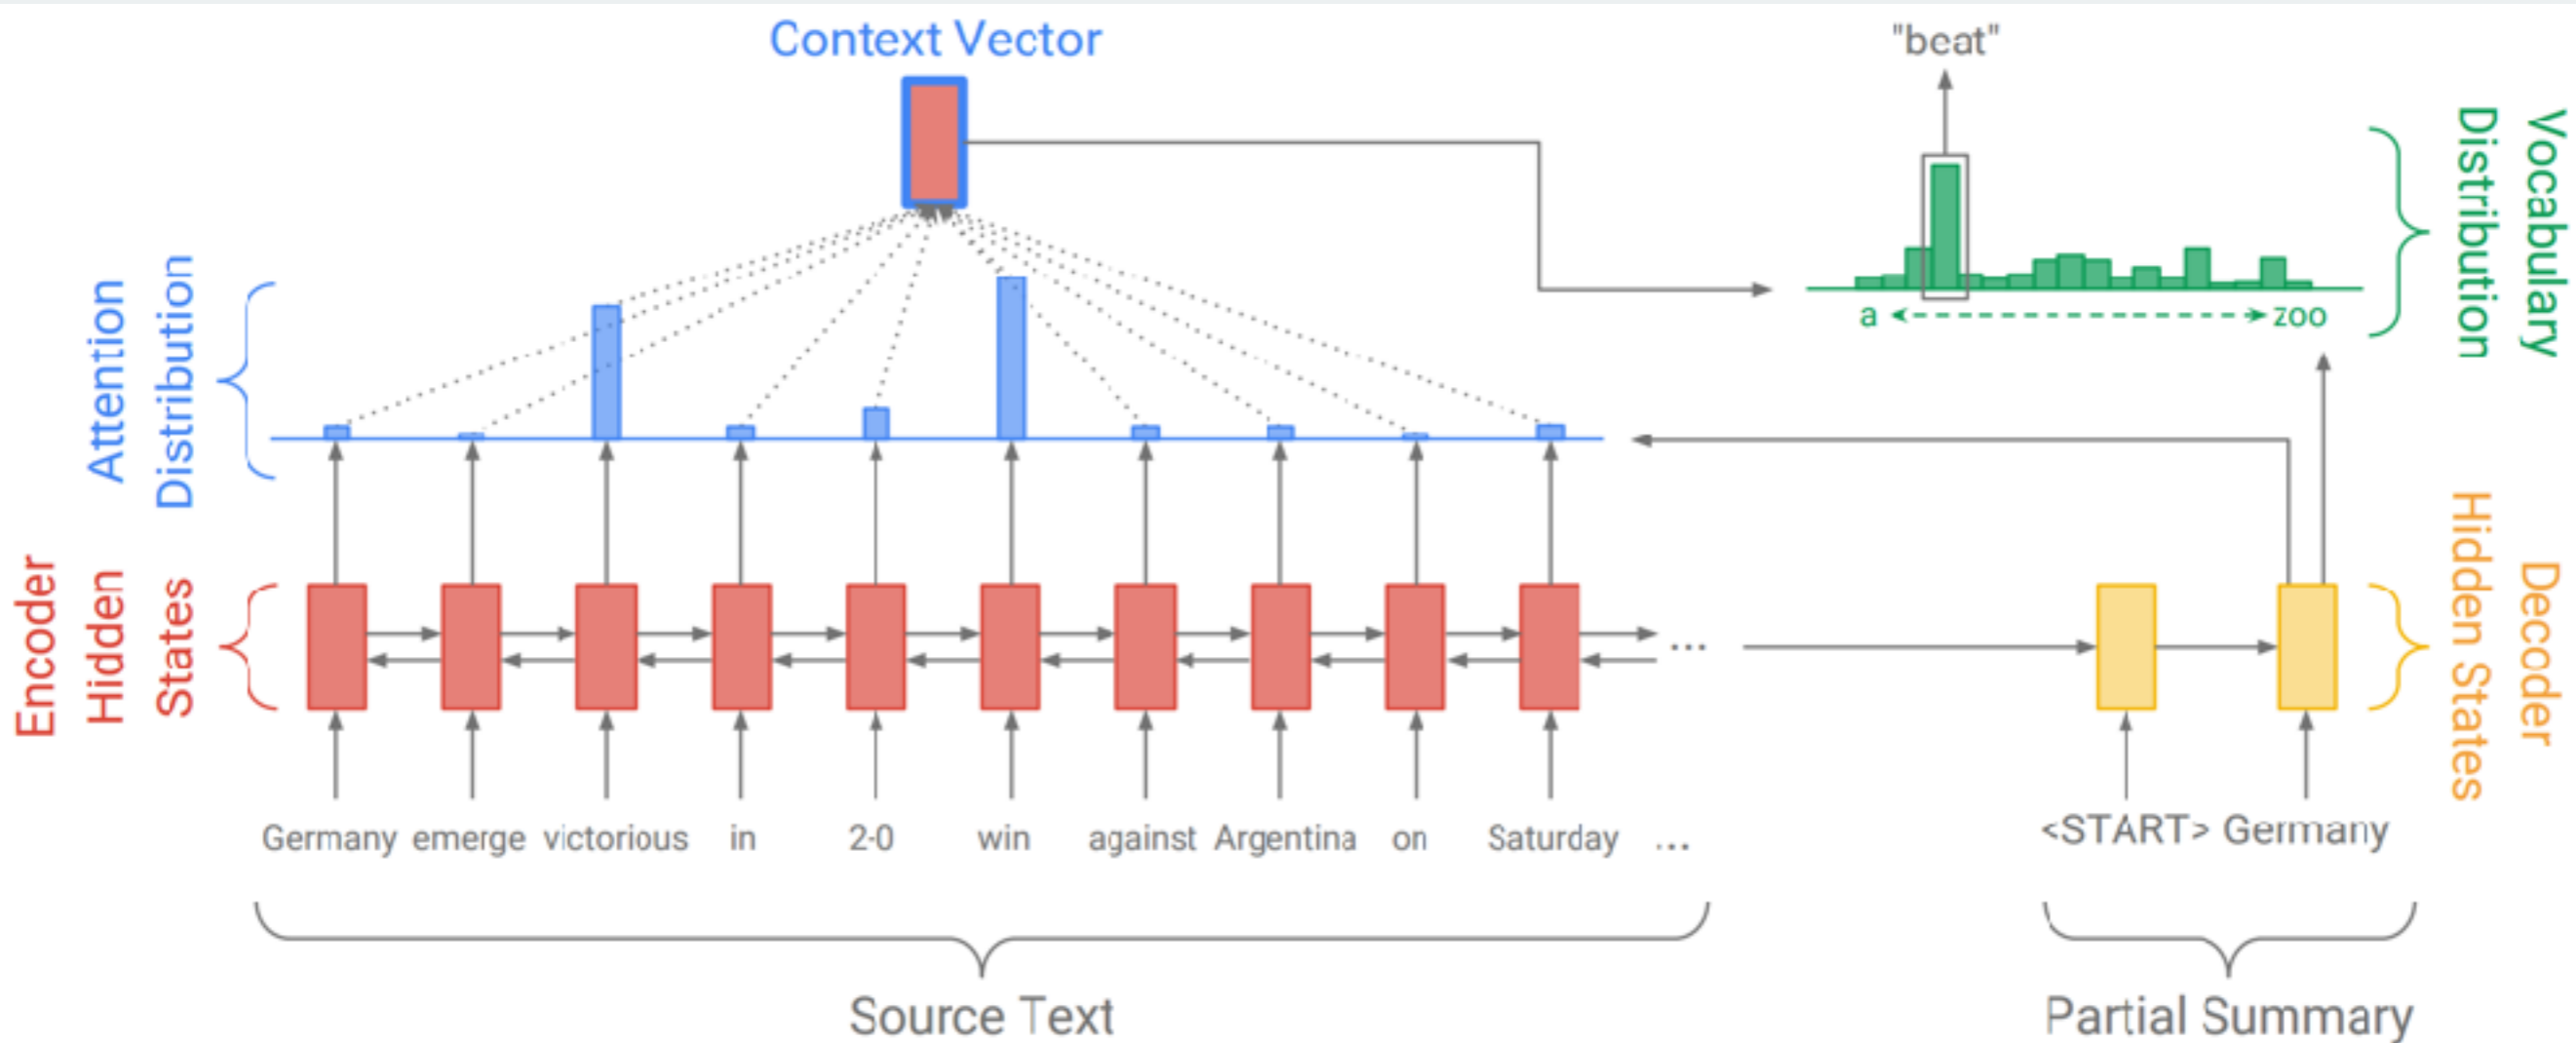 Context Vector
"beat"
Attention
Distribution
a
zoo
Vocabulary
Distribution
Encoder
Hidden
States
...
Decoder
Hidden States
Germany emerge victorious in 2-0 win against Argentina on Saturday ...
<START> Germany
Source Text
Partial Summary